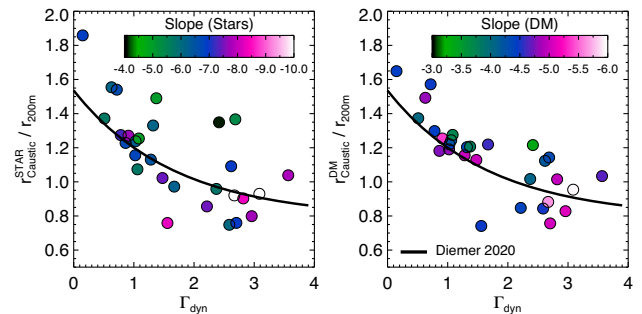 Slope (Stars)
-4.0 -5.0 -6.0 -7.0 -8.0 -9.0 -10.0
1.8
1.6
1.4
1.2
1.0
0.8
0.6
r^STAR_Caustic / r_200m
0 1 2 3 4
Γ_dyn
Slope (DM)
-3.0 -3.5 -4.0 -4.5 -5.0 -5.5 -6.0
1.8
1.6
1.4
1.2
1.0
0.8
0.6
r^DM_Caustic / r_200m
Diemer 2020
0 1 2 3 4
Γ_dyn